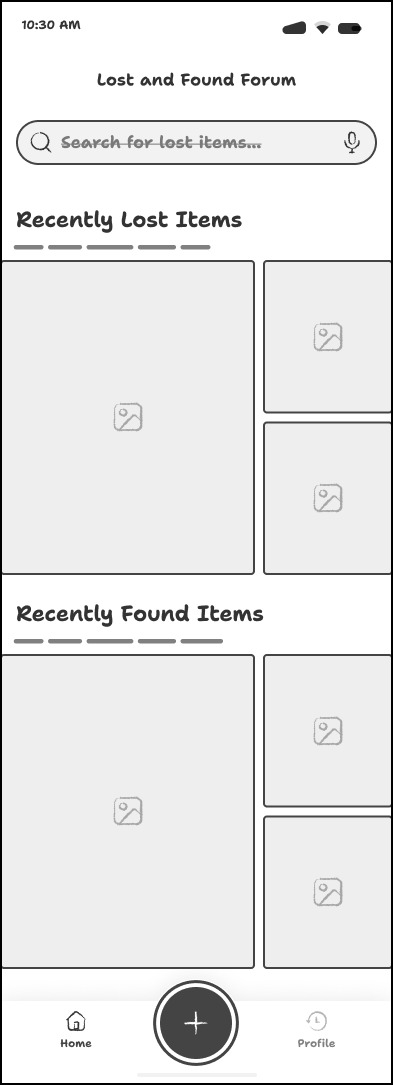 10:30 AM
Lost and Found Forum
Search for lost items...
Recently Lost Items
Recently Found Items
Home
Profile